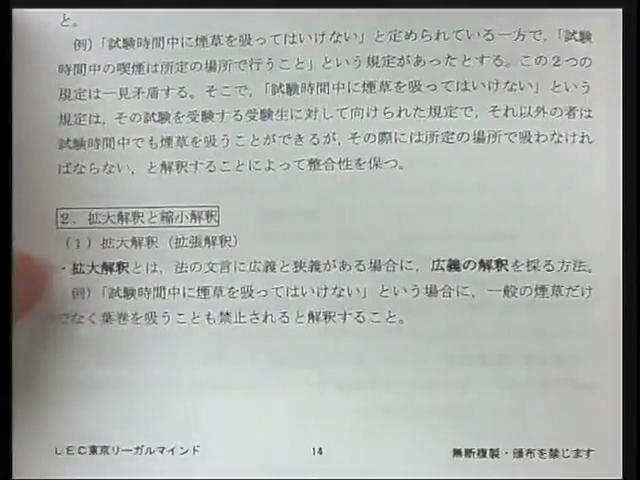 と。
例）「試験時間中に煙草を吸ってはいけない」と定められている一方で，「試験
時間中の喫煙は所定の場所で行うこと」という規定があったとする。この２つの
規定は一見矛盾する。そこで，「試験時間中に煙草を吸ってはいけない」という
規定は，その試験を受験する受験生に対して向けられた規定で，それ以外の者は
試験時間中でも煙草を吸うことができるが，その際には所定の場所で吸わなけれ
ばならない，と解釈することによって整合性を保つ。
２．拡大解釈と縮小解釈
（１）拡大解釈（拡張解釈）
・拡大解釈とは，法の文言に広義と狭義がある場合に，広義の解釈を採る方法。
例）「試験時間中に煙草を吸ってはいけない」という場合に，一般の煙草だけ
でなく葉巻を吸うことも禁止されると解釈すること。
ＬＥＣ東京リーガルマインド
14
無断複製・頒布を禁じます